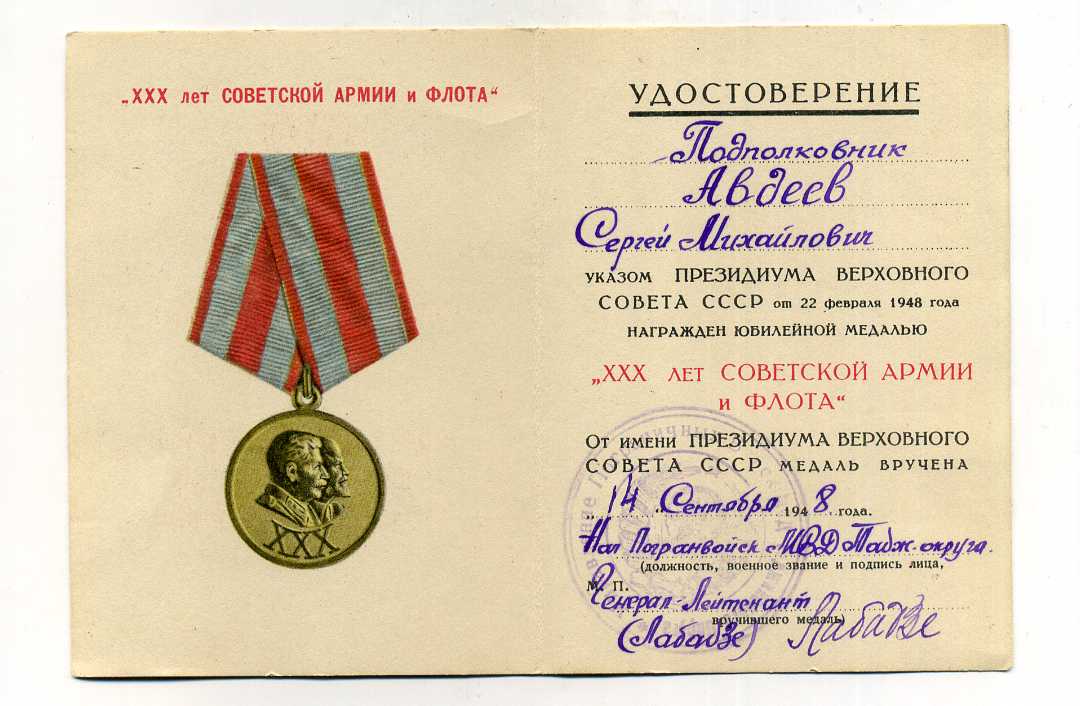 „XXX лет СОВЕТСКОЙ АРМИИ и ФЛОТА“
XXX
УДОСТОВЕРЕНИЕ
Подполковник
Авдеев
Сергей Михайлович
УКАЗОМ ПРЕЗИДИУМА ВЕРХОВНОГО
СОВЕТА СССР от 22 февраля 1948 года
НАГРАЖДЕН ЮБИЛЕЙНОЙ МЕДАЛЬЮ
„XXX ЛЕТ СОВЕТСКОЙ АРМИИ
и ФЛОТА“
От имени ПРЕЗИДИУМА ВЕРХОВНОГО
СОВЕТА СССР МЕДАЛЬ ВРУЧЕНА
„14 Сентября 1948 года.
Нач Погранвойск МВД Тадж. округа.
(должность, военное звание и подпись лица,
М. П.
Генерал-Лейтенант
вручившего медаль)
(Лабадзе) Лабадзе